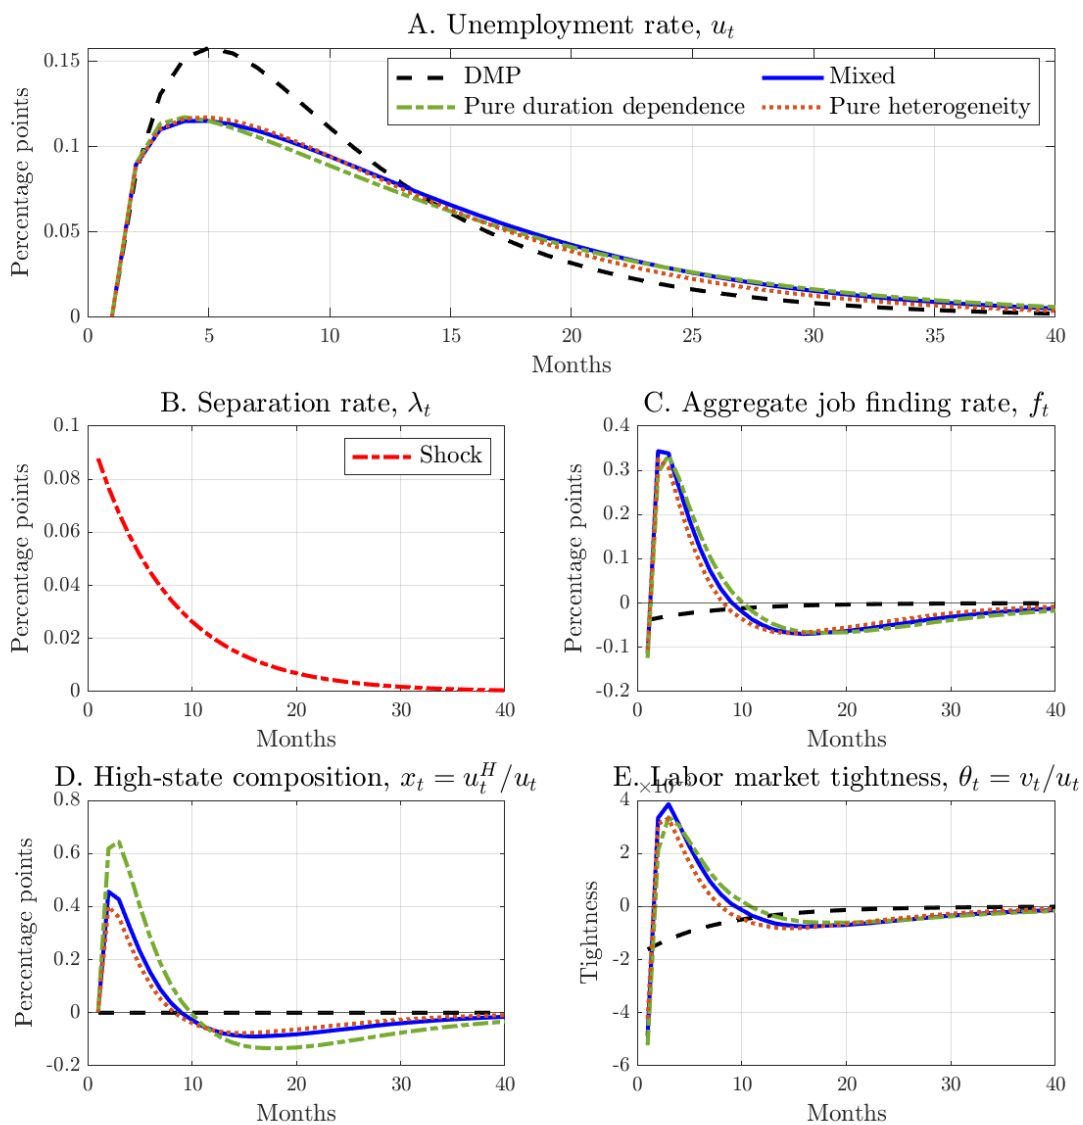 A. Unemployment rate, u_t
Percentage points
0.15
0.1
0.05
0
DMP
Mixed
Pure duration dependence
Pure heterogeneity
0 5 10 15 20 25 30 35 40
Months
B. Separation rate, λ_t
Percentage points
0.1
0.08
0.06
0.04
0.02
0
Shock
0 10 20 30 40
Months
C. Aggregate job finding rate, f_t
Percentage points
0.4
0.3
0.2
0.1
0
-0.1
-0.2
0 10 20 30 40
Months
D. High-state composition, x_t = u_t^H/u_t
Percentage points
0.8
0.6
0.4
0.2
0
-0.2
0 10 20 30 40
Months
E. Labor market tightness, θ_t = v_t/u_t
Tightness
4
2
0
-2
-4
-6
0 10 20 30 40
Months